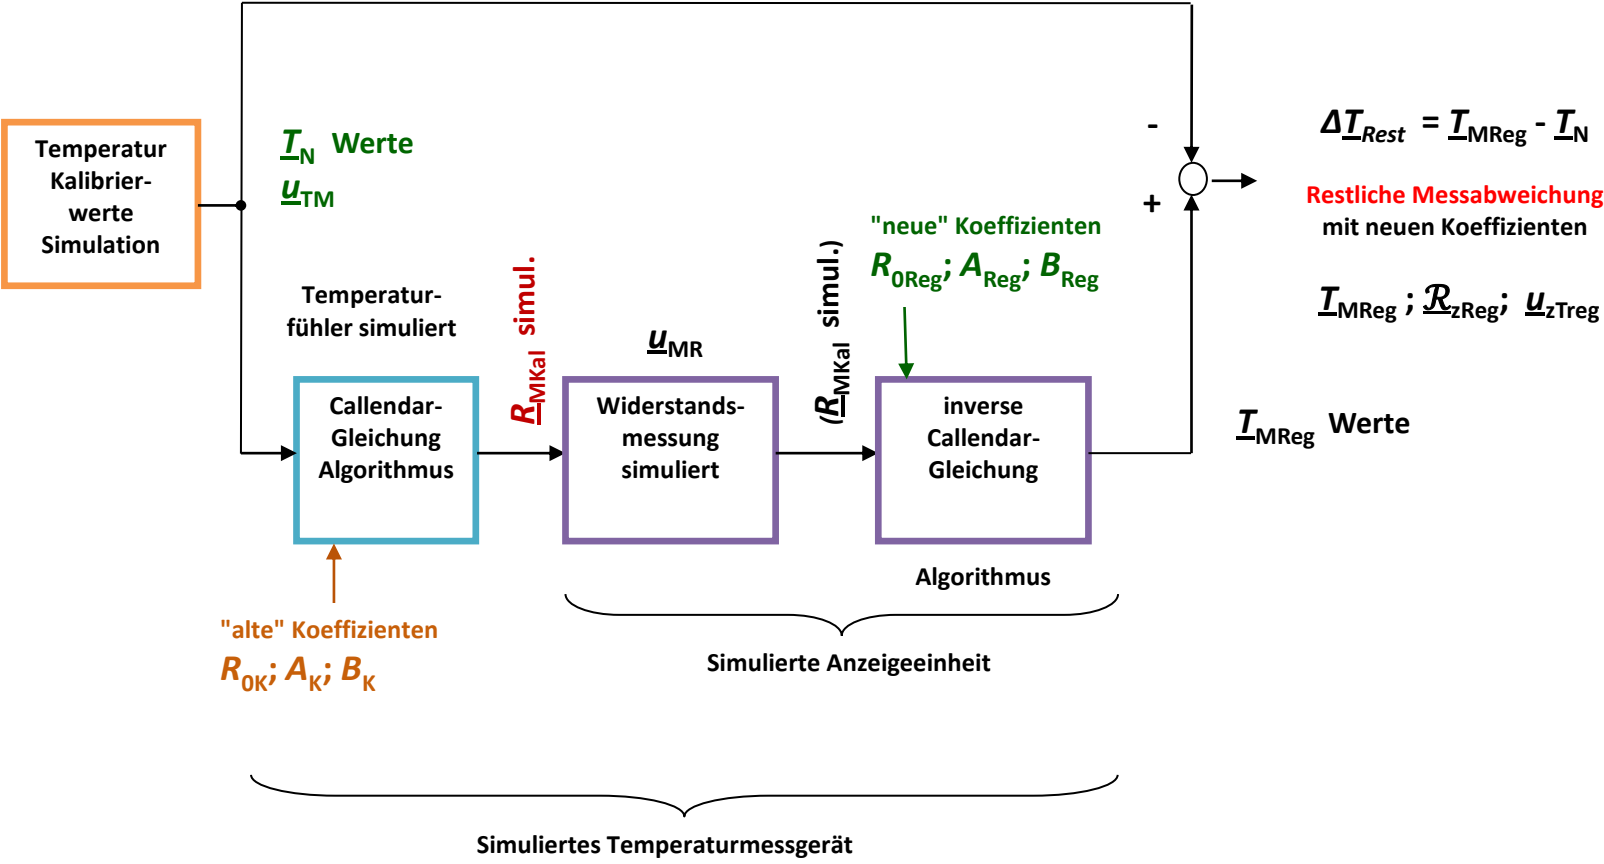 Temperatur
Kalibrier-
werte
Simulation
T_N Werte
u_TM
Temperatur-
fühler simuliert
Callendar-
Gleichung
Algorithmus
"alte" Koeffizienten
R_0K; A_K; B_K
R_MKal simul.
u_MR
Widerstands-
messung
simuliert
(R_MKal simul.)
"neue" Koeffizienten
R_0Reg; A_Reg; B_Reg
inverse
Callendar-
Gleichung
Algorithmus
Simulierte Anzeigeeinheit
Simuliertes Temperaturmessgerät
-
+
ΔT_Rest = T_MReg - T_N
Restliche Messabweichung
mit neuen Koeffizienten
T_MReg ; ℛ_zReg; u_zTreg
T_MReg Werte